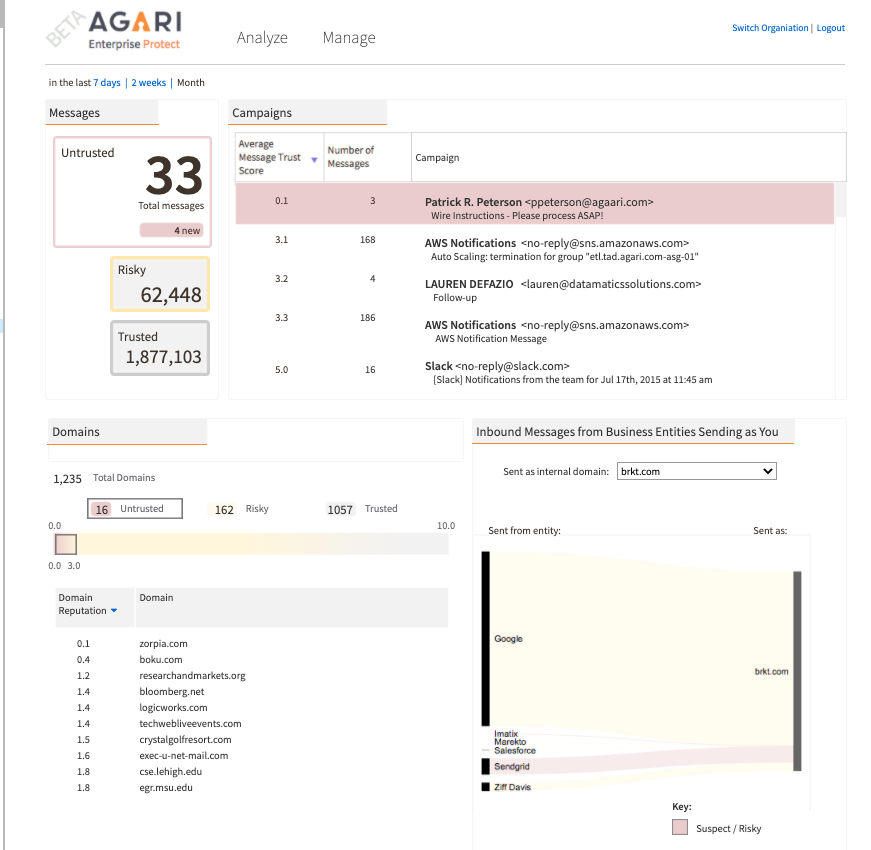 BETA
AGARI
Enterprise Protect
Analyze Manage
Switch Organiation | Logout
in the last 7 days | 2 weeks | Month
Messages
Untrusted
33
Total messages
4 new
Risky
62,448
Trusted
1,877,103
Campaigns
Average
Message Trust
Score
Number of
Messages
Campaign
0.1 3 Patrick R. Peterson <ppeterson@agaari.com>
Wire Instructions - Please process ASAP!
3.1 168 AWS Notifications <no-reply@sns.amazonaws.com>
Auto Scaling: termination for group "etl.tad.agari.com-asg-01"
3.2 4 LAUREN DEFAZIO <lauren@datamaticssolutions.com>
Follow-up
3.3 186 AWS Notifications <no-reply@sns.amazonaws.com>
AWS Notification Message
5.0 16 Slack <no-reply@slack.com>
[Slack] Notifications from the team for Jul 17th, 2015 at 11:45 am
Domains
1,235 Total Domains
16 Untrusted 162 Risky 1057 Trusted
0.0 10.0
0.0 3.0
Domain
Reputation
Domain
0.1 zorpia.com
0.4 boku.com
1.2 researchandmarkets.org
1.4 bloomberg.net
1.4 logicworks.com
1.4 techwebliveevents.com
1.5 crystalgolfresort.com
1.6 exec-u-net-mail.com
1.8 cse.lehigh.edu
1.8 egr.msu.edu
Inbound Messages from Business Entities Sending as You
Sent as internal domain: brkt.com
Sent from entity: Sent as:
Google
brkt.com
Imatix
Marekto
Salesforce
Sendgrid
Ziff Davis
Key:
Suspect / Risky